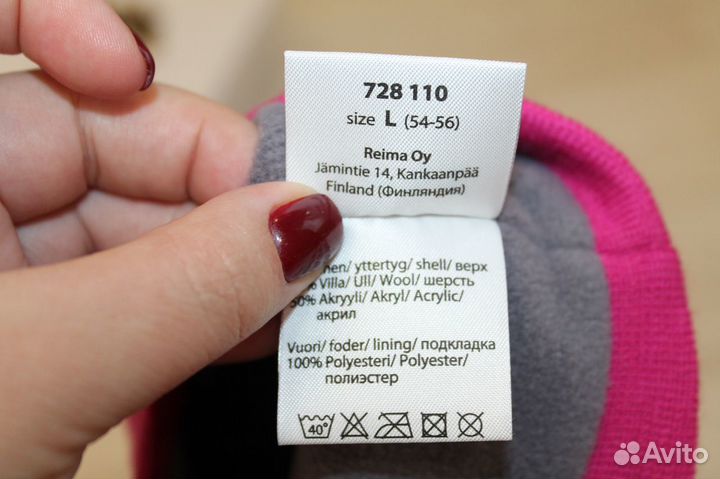 728 110
size L (54-56)
Reima Oy
Jämintie 14, Kankaanpää
Finland (Финляндия)
yttertyg/ shell/ верх
Villa/ Ull/ Wool/ шерсть
Akryyli/ Akryl/ Acrylic/
акрил
Vuori/ foder/ lining/ подкладка
100% Polyesteri/ Polyester/
полиэстер
40°
Avito